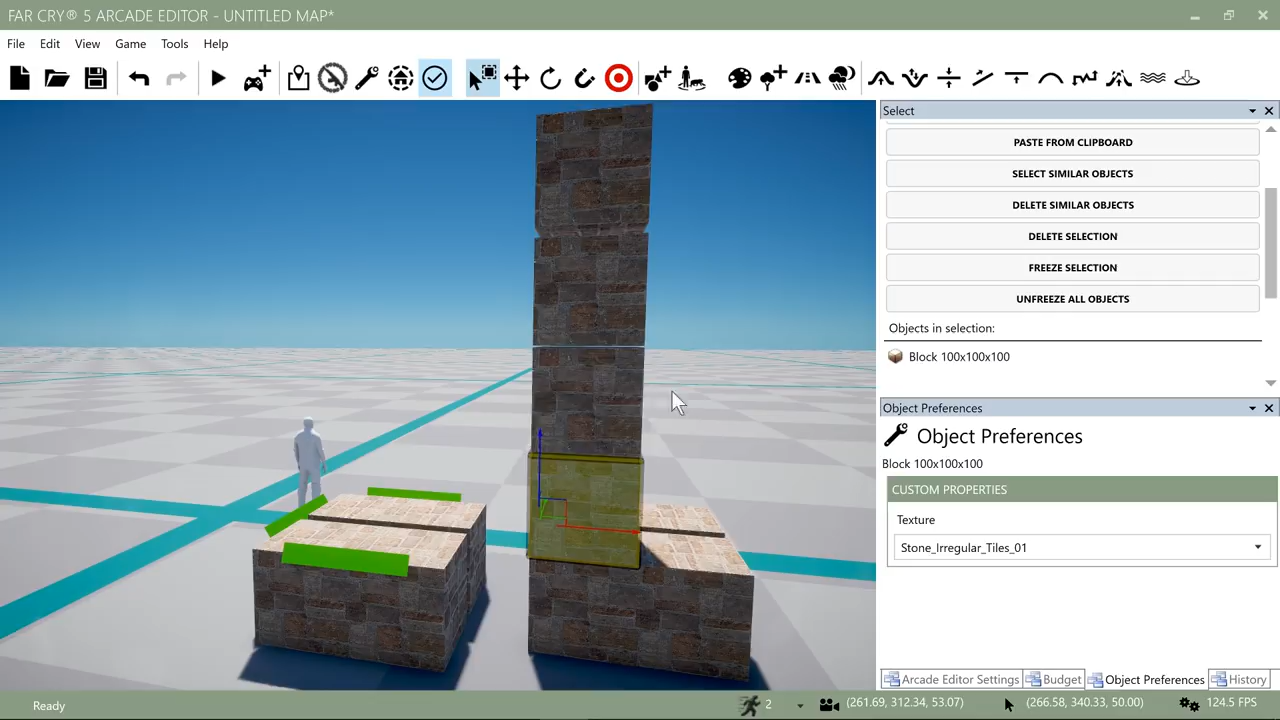 FAR CRY® 5 ARCADE EDITOR - UNTITLED MAP*
File Edit View Game Tools Help
Select
PASTE FROM CLIPBOARD
SELECT SIMILAR OBJECTS
DELETE SIMILAR OBJECTS
DELETE SELECTION
FREEZE SELECTION
UNFREEZE ALL OBJECTS
Objects in selection:
Block 100x100x100
Object Preferences
Object Preferences
Block 100x100x100
CUSTOM PROPERTIES
Texture
Stone_Irregular_Tiles_01
Arcade Editor Settings Budget Object Preferences History
Ready 2 (261.69, 312.34, 53.07) (266.58, 340.33, 50.00) 124.5 FPS